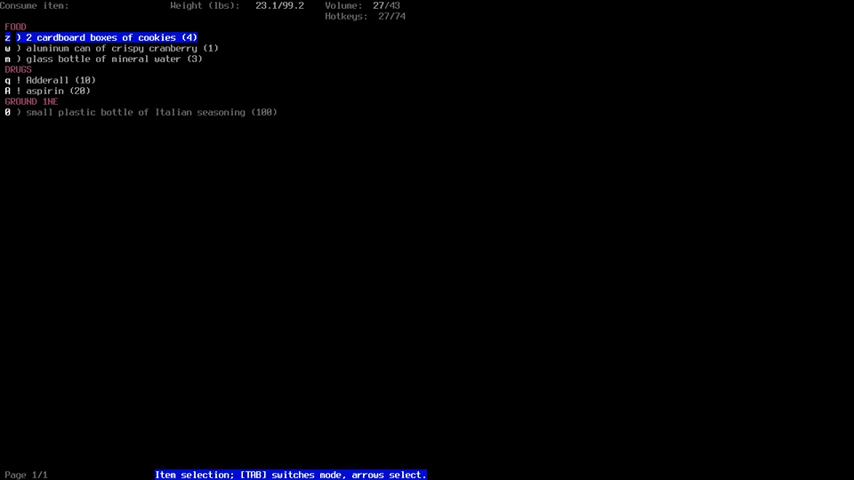 Consume item: Weight (lbs): 23.1/99.2 Volume: 27/43
Hotkeys: 27/74
FOOD
z ) 2 cardboard boxes of cookies (4)
w ) aluminum can of crispy cranberry (1)
m ) glass bottle of mineral water (3)
DRUGS
q ! Adderall (10)
A ! aspirin (20)
GROUND 1NE
0 ) small plastic bottle of Italian seasoning (100)
Page 1/1 Item selection; [TAB] switches mode, arrows select.